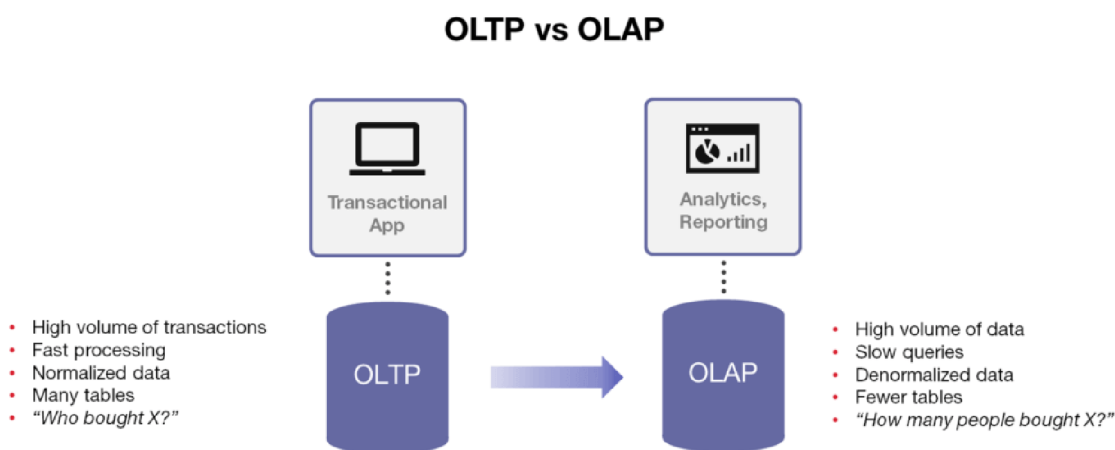 OLTP vs OLAP
Transactional
App
Analytics,
Reporting
• High volume of transactions
• Fast processing
• Normalized data
• Many tables
• “Who bought X?”
OLTP
OLAP
• High volume of data
• Slow queries
• Denormalized data
• Fewer tables
• “How many people bought X?”